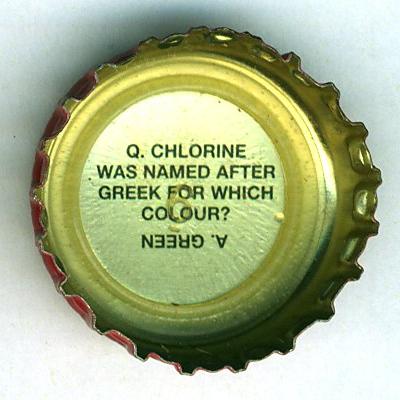 Q. CHLORINE
WAS NAMED AFTER
GREEK FOR WHICH
COLOUR?
A. GREEN